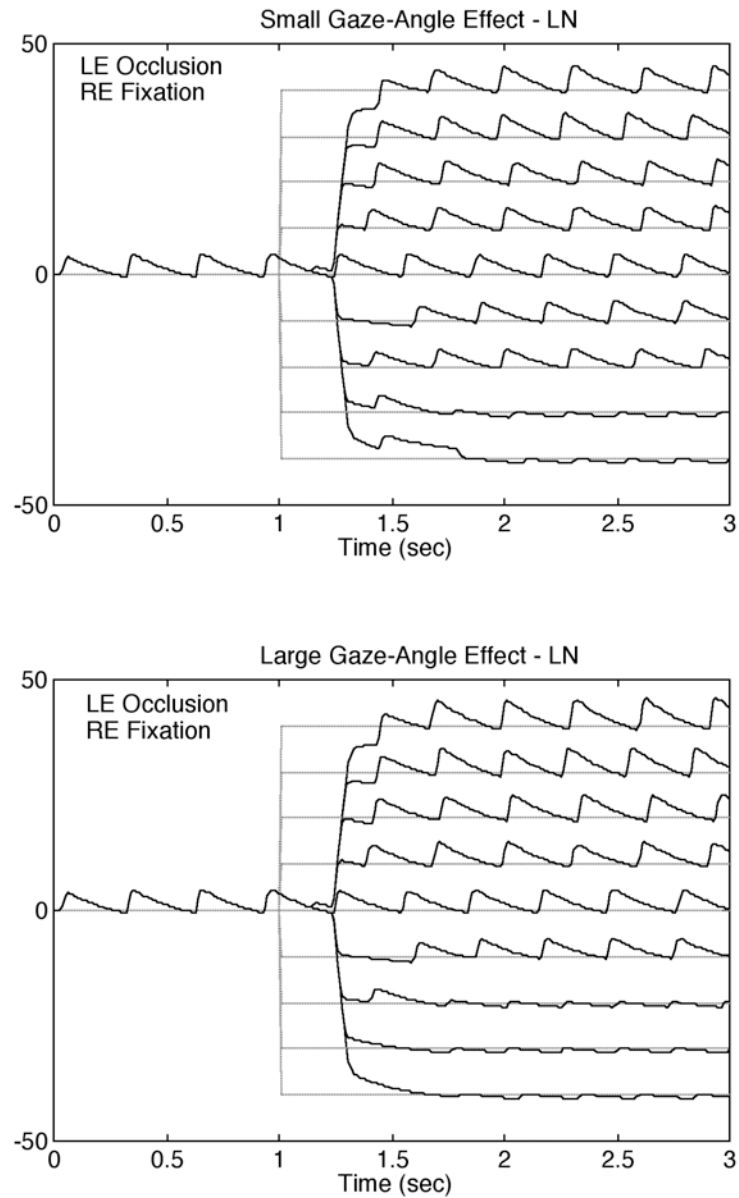 Small Gaze-Angle Effect - LN
50
LE Occlusion
RE Fixation
0
-50
0 0.5 1 1.5 2 2.5 3
Time (sec)
Large Gaze-Angle Effect - LN
50
LE Occlusion
RE Fixation
0
-50
0 0.5 1 1.5 2 2.5 3
Time (sec)